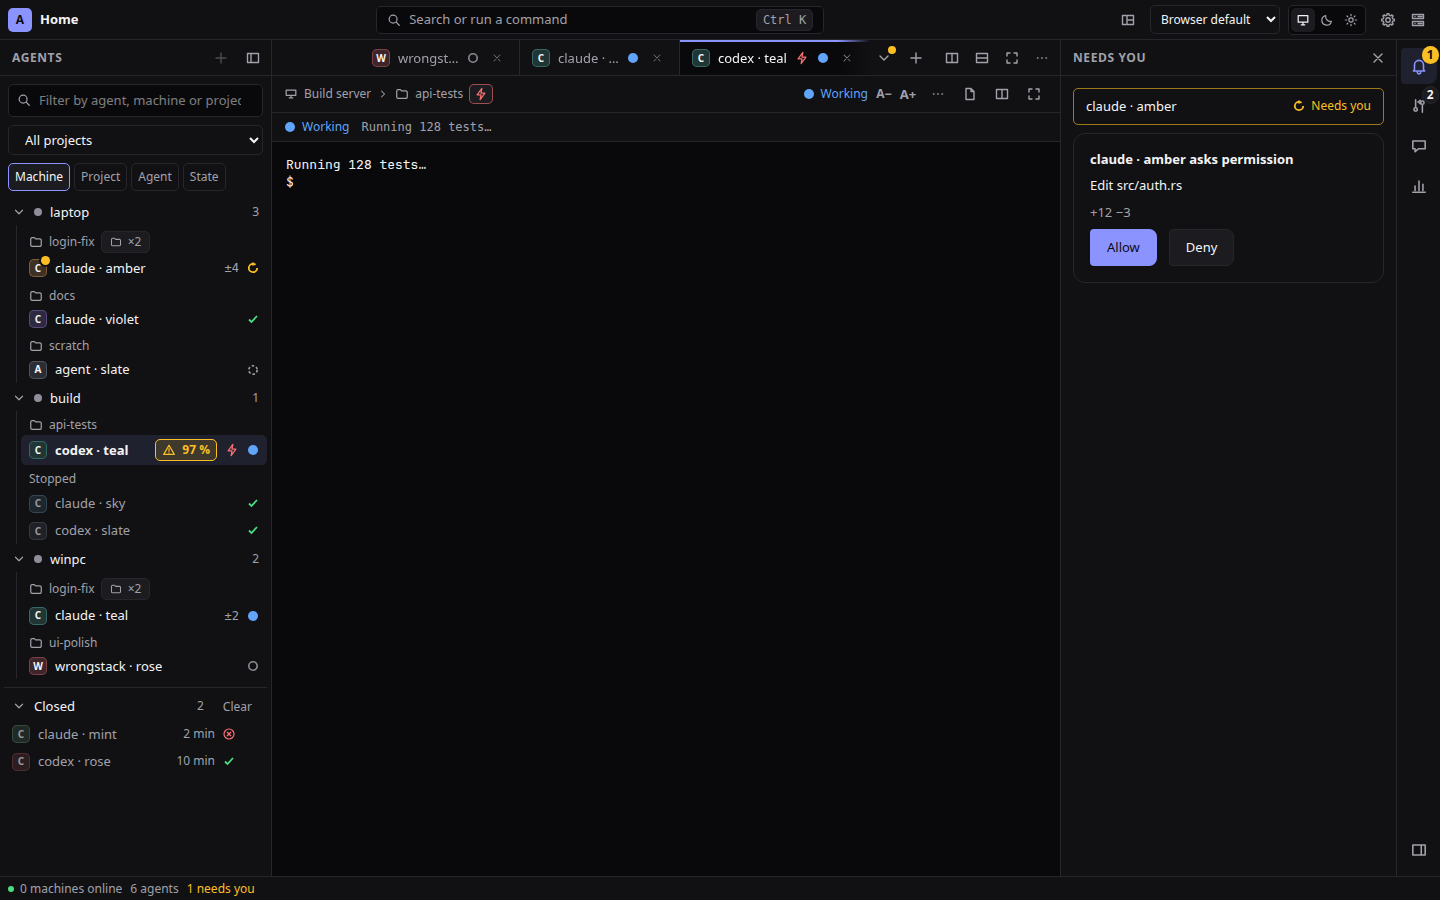 A Home
Search or run a command Ctrl K
Browser default
AGENTS
Filter by agent, machine or projec
All projects
Machine Project Agent State
laptop 3
login-fix ×2
C claude · amber ±4
docs
C claude · violet
scratch
A agent · slate
build 1
api-tests
C codex · teal 97 %
Stopped
C claude · sky
C codex · slate
winpc 2
login-fix ×2
C claude · teal ±2
ui-polish
W wrongstack · rose
Closed 2 Clear
C claude · mint 2 min
C codex · rose 10 min
W wrongst...
C claude · ...
C codex · teal
Build server api-tests
Working A− A+
Working Running 128 tests…
Running 128 tests…
$
NEEDS YOU
claude · amber Needs you
claude · amber asks permission
Edit src/auth.rs
+12 −3
Allow Deny
1
2
0 machines online 6 agents 1 needs you